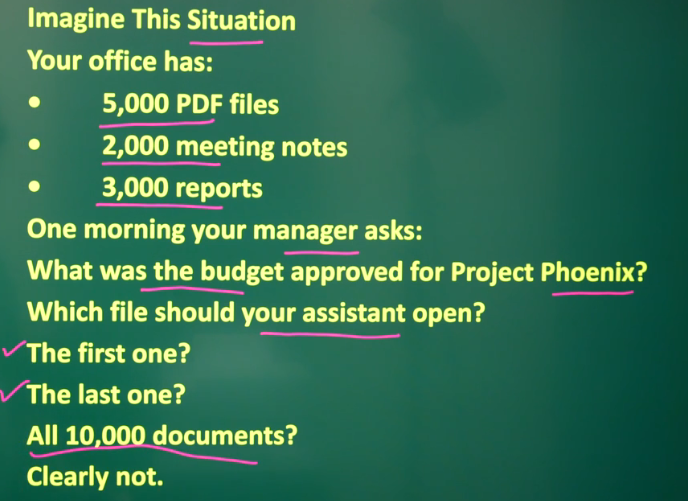 Imagine This Situation
Your office has:
• 5,000 PDF files
• 2,000 meeting notes
• 3,000 reports
One morning your manager asks:
What was the budget approved for Project Phoenix?
Which file should your assistant open?
The first one?
The last one?
All 10,000 documents?
Clearly not.